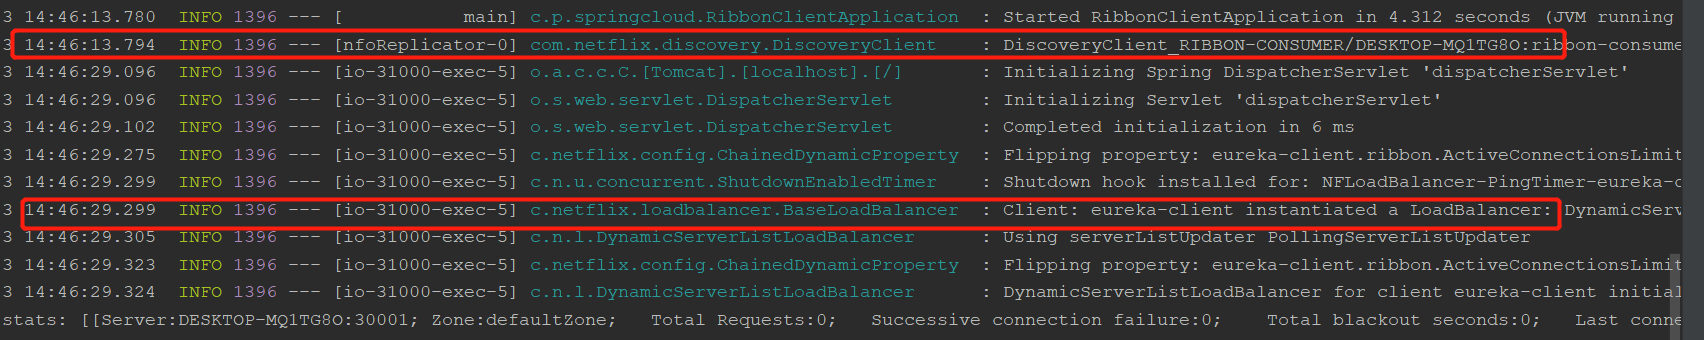 3 14:46:13.780  INFO 1396 --- [           main] c.p.springcloud.RibbonClientApplication  : Started RibbonClientApplication in 4.312 seconds (JVM running
3 14:46:13.794  INFO 1396 --- [nfoReplicator-0] com.netflix.discovery.DiscoveryClient    : DiscoveryClient_RIBBON-CONSUMER/DESKTOP-MQ1TG8O:ribbon-consume
3 14:46:29.096  INFO 1396 --- [io-31000-exec-5] o.a.c.c.C.[Tomcat].[localhost].[/]       : Initializing Spring DispatcherServlet 'dispatcherServlet'
3 14:46:29.096  INFO 1396 --- [io-31000-exec-5] o.s.web.servlet.DispatcherServlet        : Initializing Servlet 'dispatcherServlet'
3 14:46:29.102  INFO 1396 --- [io-31000-exec-5] o.s.web.servlet.DispatcherServlet        : Completed initialization in 6 ms
3 14:46:29.275  INFO 1396 --- [io-31000-exec-5] c.netflix.config.ChainedDynamicProperty  : Flipping property: eureka-client.ribbon.ActiveConnectionsLimit
3 14:46:29.299  INFO 1396 --- [io-31000-exec-5] c.n.u.concurrent.ShutdownEnabledTimer    : Shutdown hook installed for: NFLoadBalancer-PingTimer-eureka-c
3 14:46:29.299  INFO 1396 --- [io-31000-exec-5] c.netflix.loadbalancer.BaseLoadBalancer  : Client: eureka-client instantiated a LoadBalancer: DynamicServ
3 14:46:29.305  INFO 1396 --- [io-31000-exec-5] c.n.l.DynamicServerListLoadBalancer      : Using serverListUpdater PollingServerListUpdater
3 14:46:29.323  INFO 1396 --- [io-31000-exec-5] c.netflix.config.ChainedDynamicProperty  : Flipping property: eureka-client.ribbon.ActiveConnectionsLimit
3 14:46:29.324  INFO 1396 --- [io-31000-exec-5] c.n.l.DynamicServerListLoadBalancer      : DynamicServerListLoadBalancer for client eureka-client initial
stats: [[Server:DESKTOP-MQ1TG8O:30001; Zone:defaultZone;   Total Requests:0;   Successive connection failure:0;    Total blackout seconds:0;   Last conne